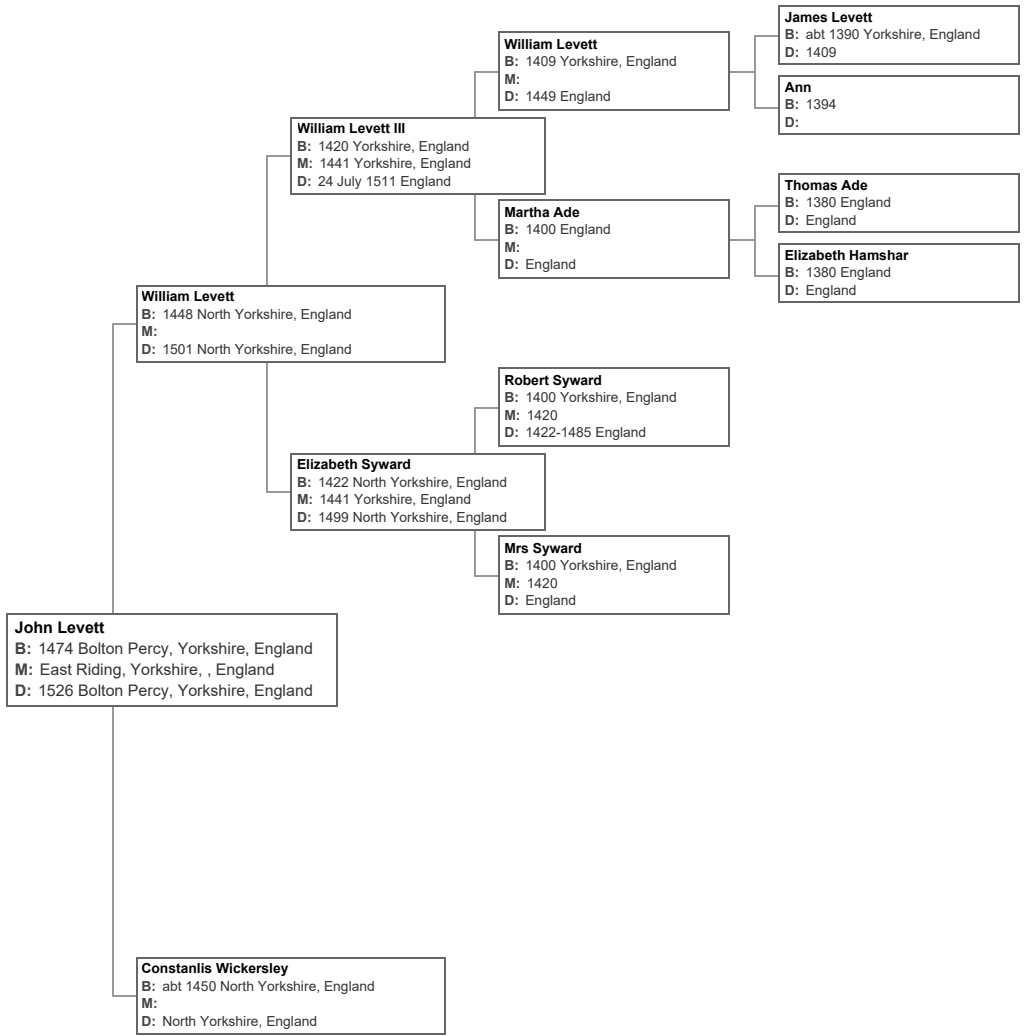 James Levett
B: abt 1390 Yorkshire, England
D: 1409
William Levett
B: 1409 Yorkshire, England
M:
D: 1449 England
Ann
B: 1394
D:
William Levett III
B: 1420 Yorkshire, England
M: 1441 Yorkshire, England
D: 24 July 1511 England
Thomas Ade
B: 1380 England
D: England
Martha Ade
B: 1400 England
M:
D: England
Elizabeth Hamshar
B: 1380 England
D: England
William Levett
B: 1448 North Yorkshire, England
M:
D: 1501 North Yorkshire, England
Robert Syward
B: 1400 Yorkshire, England
M: 1420
D: 1422-1485 England
Elizabeth Syward
B: 1422 North Yorkshire, England
M: 1441 Yorkshire, England
D: 1499 North Yorkshire, England
Mrs Syward
B: 1400 Yorkshire, England
M: 1420
D: England
John Levett
B: 1474 Bolton Percy, Yorkshire, England
M: East Riding, Yorkshire, , England
D: 1526 Bolton Percy, Yorkshire, England
Constanlis Wickersley
B: abt 1450 North Yorkshire, England
M:
D: North Yorkshire, England